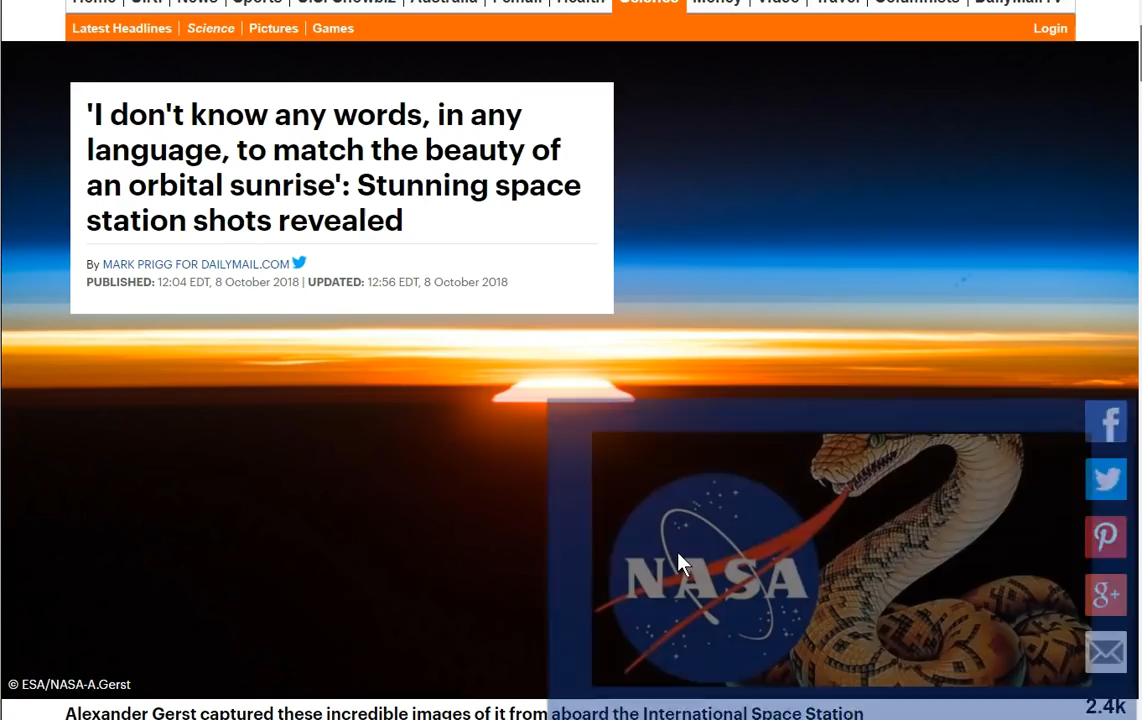 Latest Headlines | Science | Pictures | Games
Login
'I don't know any words, in any
language, to match the beauty of
an orbital sunrise': Stunning space
station shots revealed
By MARK PRIGG FOR DAILYMAIL.COM
PUBLISHED: 12:04 EDT, 8 October 2018 | UPDATED: 12:56 EDT, 8 October 2018
NASA
© ESA/NASA-A.Gerst
2.4k
Alexander Gerst captured these incredible images of it from aboard the International Space Station